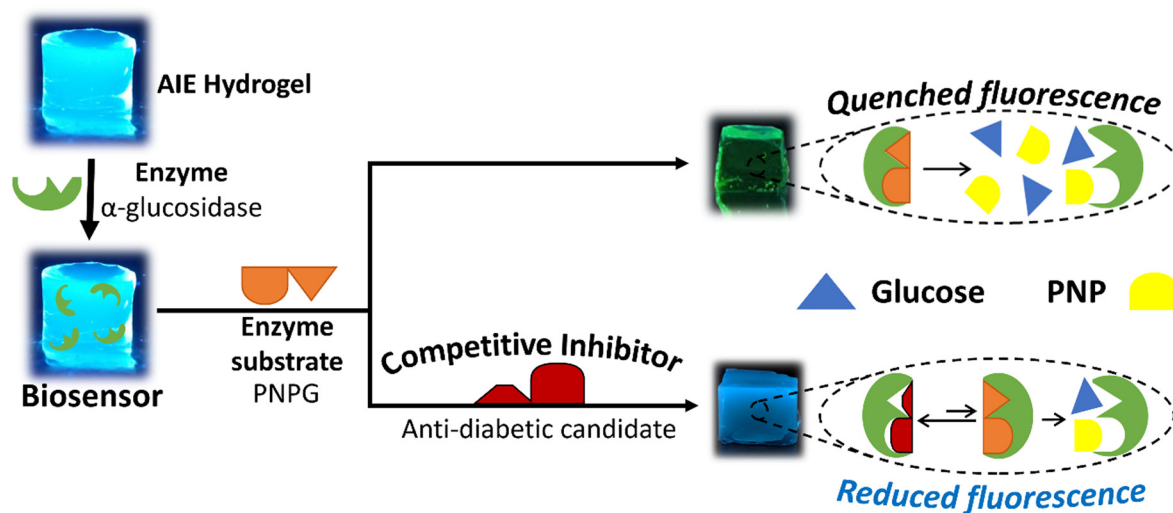 AIE Hydrogel
Enzyme
α-glucosidase
Biosensor
Enzyme
substrate
PNPG
Quenched fluorescence
Glucose
PNP
Competitive Inhibitor
Anti-diabetic candidate
Reduced fluorescence